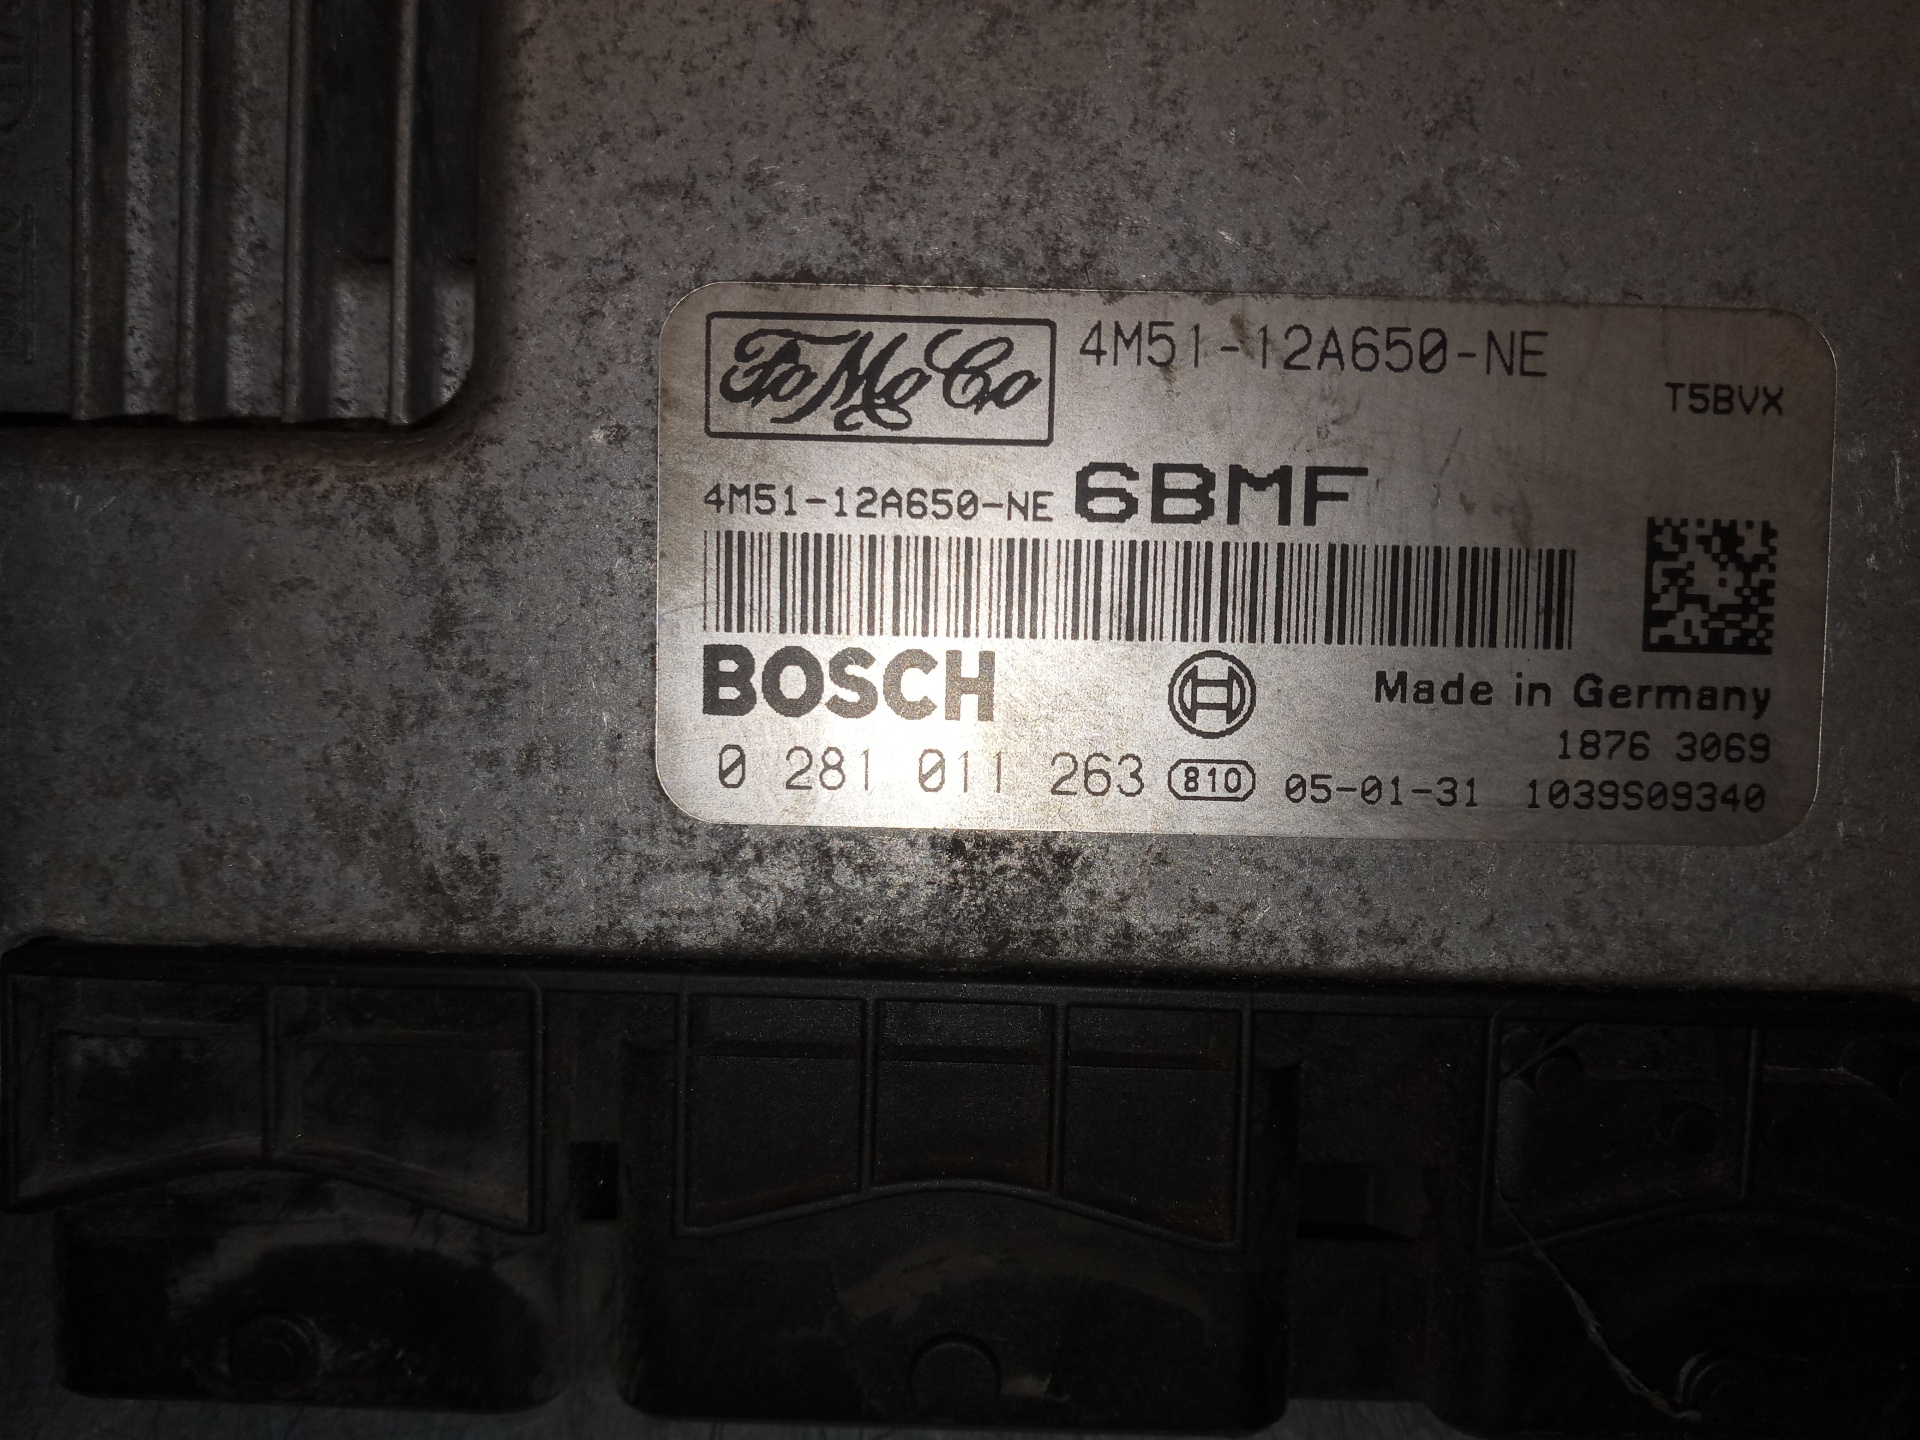 FoMoCo
4M51-12A650-NE
T5BVX
4M51-12A650-NE 6BMF
BOSCH
Made in Germany
1876 3069
0 281 011 263 810 05-01-31 1039S09340